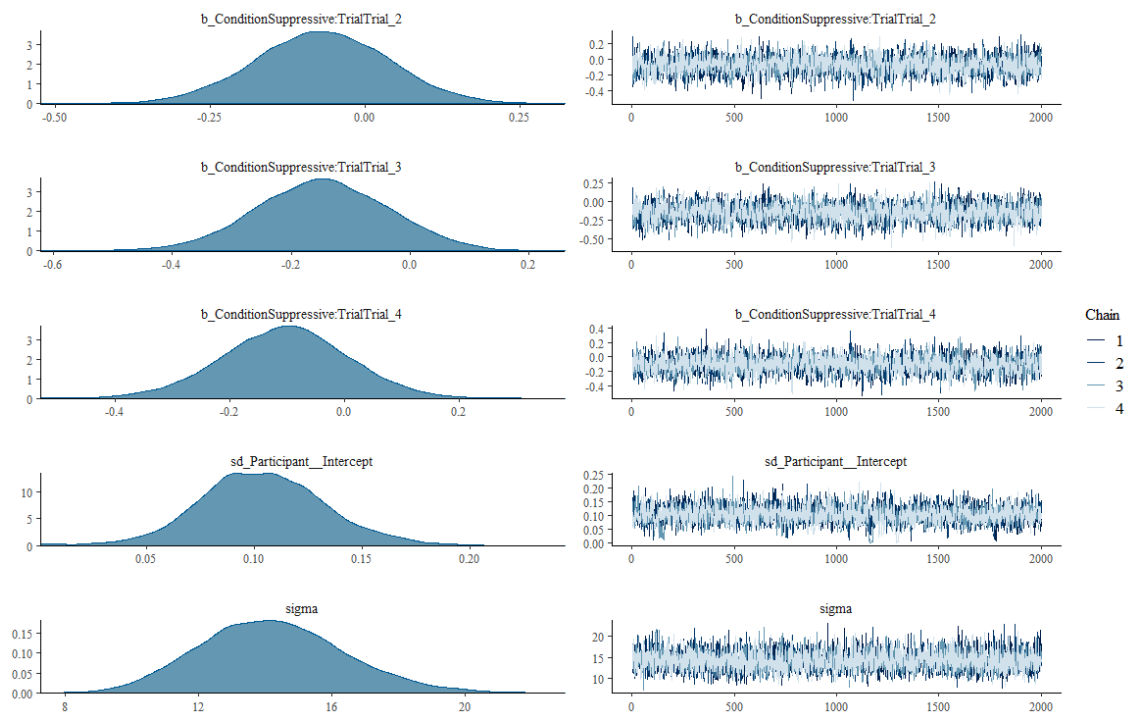 b_ConditionSuppressive:TrialTrial_2
3
2
1
0
-0.50 -0.25 0.00 0.25
b_ConditionSuppressive:TrialTrial_2
0.2
0.0
-0.2
-0.4
0 500 1000 1500 2000
b_ConditionSuppressive:TrialTrial_3
3
2
1
0
-0.6 -0.4 -0.2 0.0 0.2
b_ConditionSuppressive:TrialTrial_3
0.25
0.00
-0.25
-0.50
0 500 1000 1500 2000
b_ConditionSuppressive:TrialTrial_4
3
2
1
0
-0.4 -0.2 0.0 0.2
b_ConditionSuppressive:TrialTrial_4
0.4
0.2
0.0
-0.2
-0.4
0 500 1000 1500 2000
Chain
1
2
3
4
sd_Participant__Intercept
10
5
0
0.05 0.10 0.15 0.20
sd_Participant__Intercept
0.25
0.20
0.15
0.10
0.05
0.00
0 500 1000 1500 2000
sigma
0.15
0.10
0.05
0.00
8 12 16 20
sigma
20
15
10
0 500 1000 1500 2000